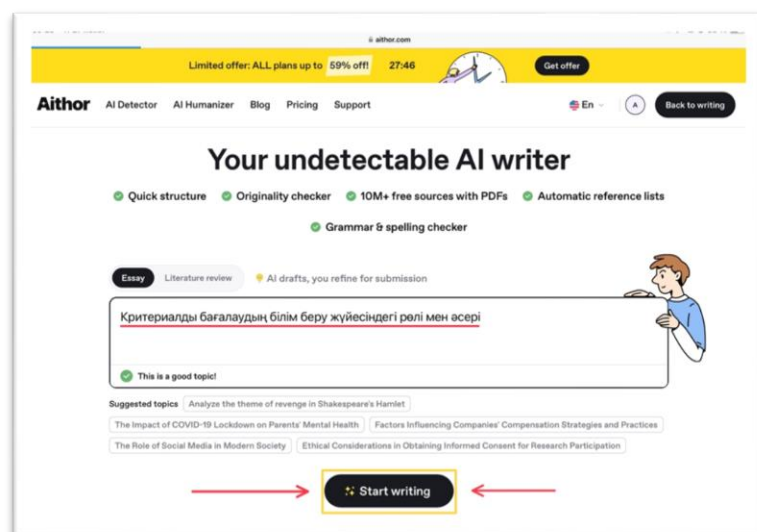 aithor.com
Limited offer: ALL plans up to 59% off! 27:46 Get offer
Aithor AI Detector AI Humanizer Blog Pricing Support En A Back to writing
Your undetectable AI writer
Quick structure Originality checker 10M+ free sources with PDFs Automatic reference lists
Grammar & spelling checker
Essay Literature review AI drafts, you refine for submission
Критериалды бағалаудың білім беру жүйесіндегі рөлі мен әсері
This is a good topic!
Suggested topics Analyze the theme of revenge in Shakespeare's Hamlet
The Impact of COVID-19 Lockdown on Parents' Mental Health Factors Influencing Companies' Compensation Strategies and Practices
The Role of Social Media in Modern Society Ethical Considerations in Obtaining Informed Consent for Research Participation
Start writing